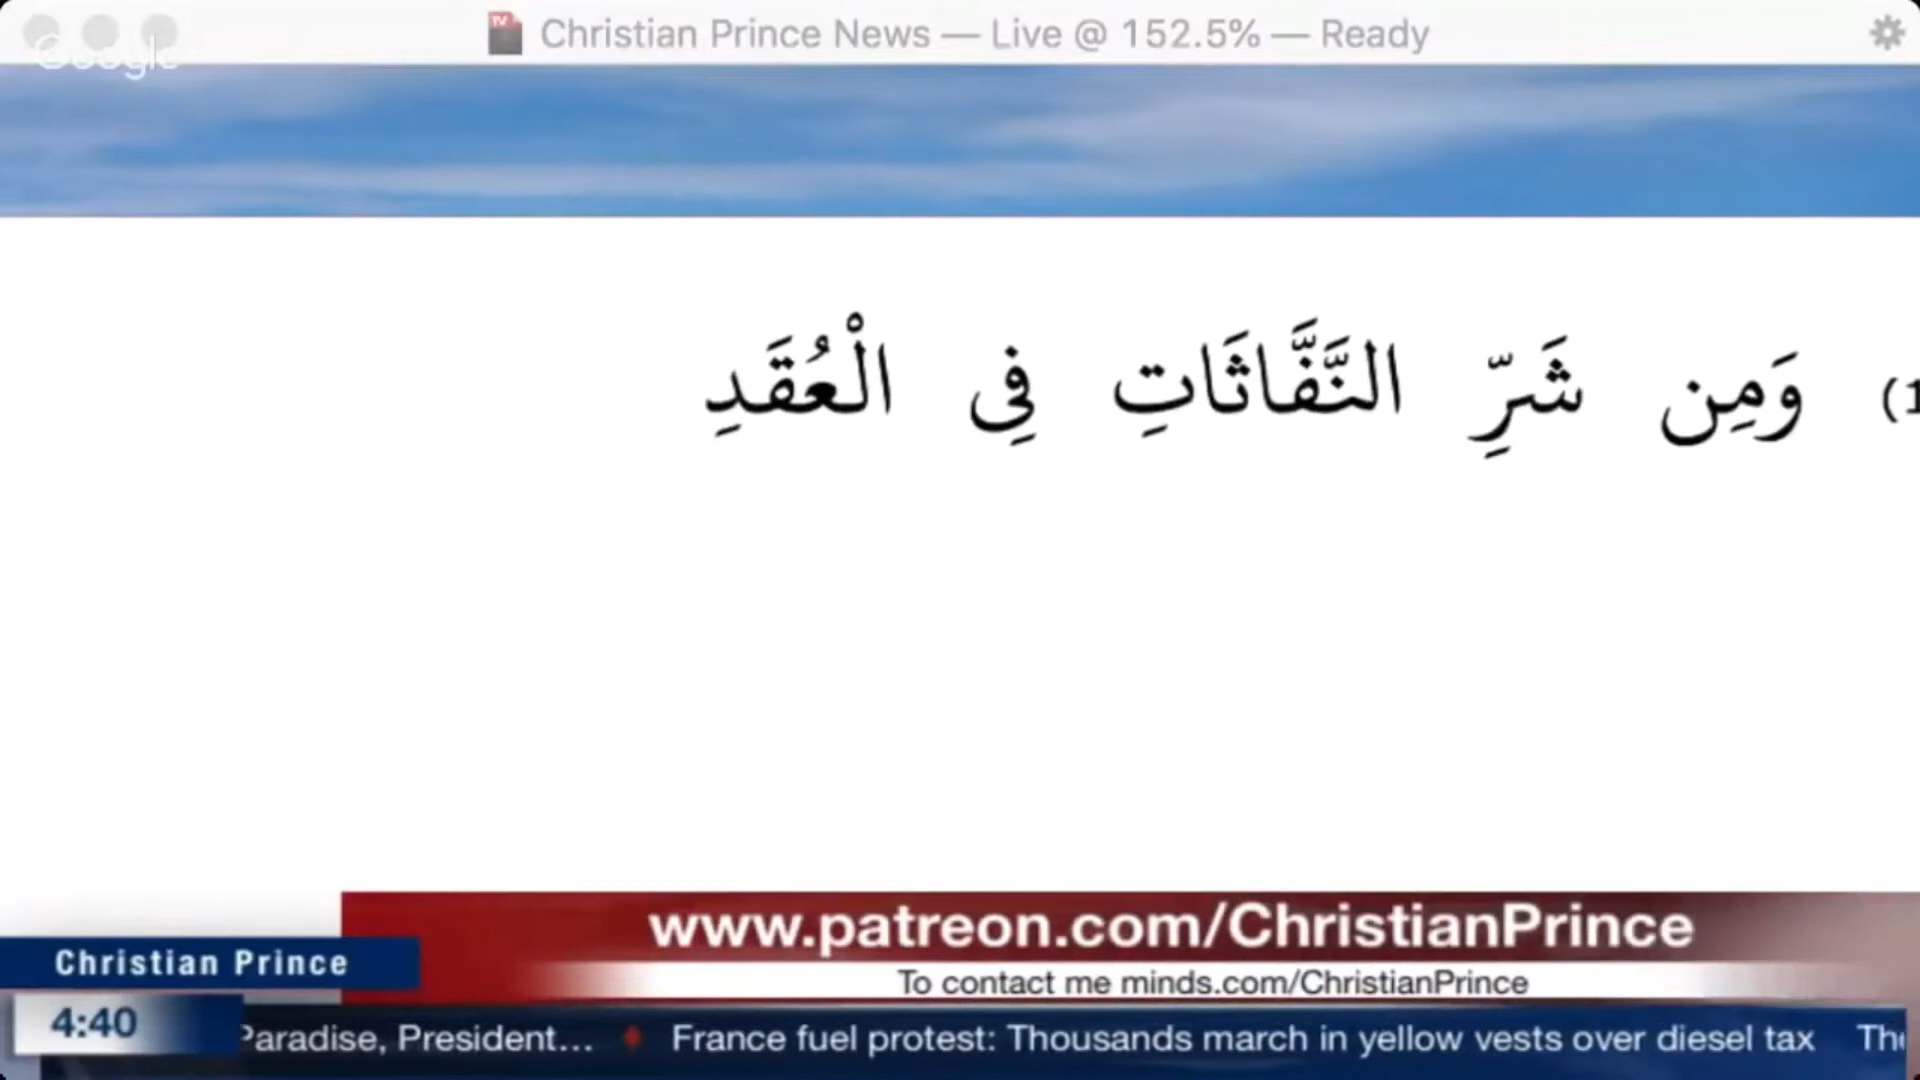 Christian Prince News — Live @ 152.5% — Ready
Google
(1 وَمِن شَرِّ النَّفَّاثَاتِ فِى الْعُقَدِ
www.patreon.com/ChristianPrince
Christian Prince
To contact me minds.com/ChristianPrince
4:40
Paradise, President... ♦ France fuel protest: Thousands march in yellow vests over diesel tax